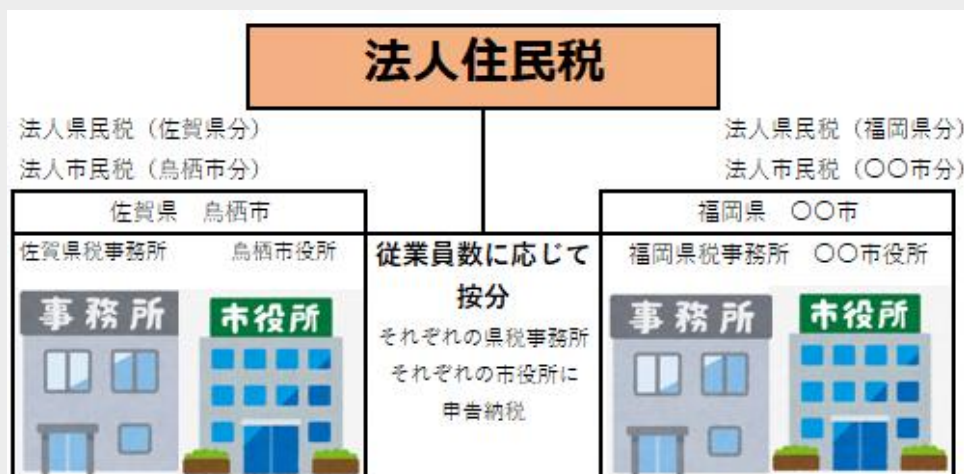 法人住民税
法人県民税（佐賀県分）
法人市民税（鳥栖市分）
法人県民税（福岡県分）
法人市民税（〇〇市分）
佐賀県　鳥栖市
佐賀県税事務所　鳥栖市役所
事務所　市役所
従業員数に応じて
按分
それぞれの県税事務所
それぞれの市役所に
申告納税
福岡県　〇〇市
福岡県税事務所　〇〇市役所
事務所　市役所